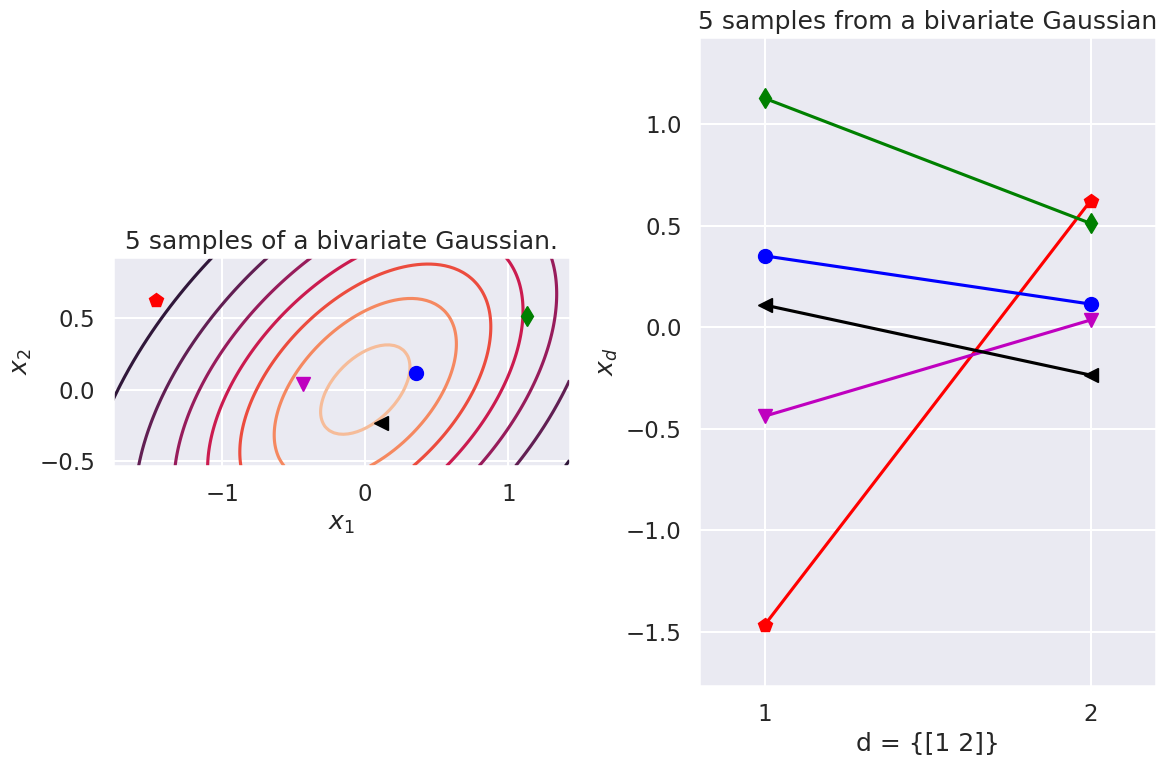 5 samples of a bivariate Gaussian.
0.5
0.0
−0.5
x₂
−1
0
1
x₁
5 samples from a bivariate Gaussian
1.0
0.5
0.0
−0.5
−1.0
−1.5
x_d
1
2
d = {[1 2]}